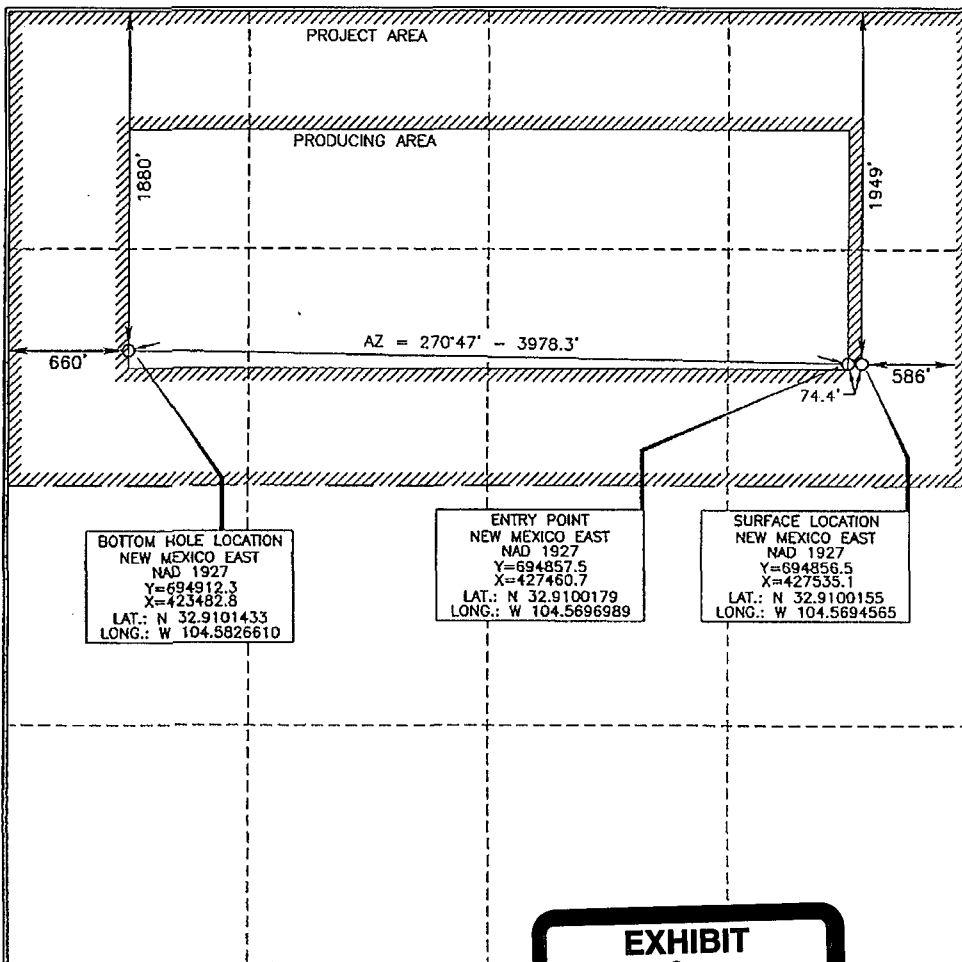 PROJECT AREA
PRODUCING AREA
1880'
1949'
AZ = 270°47' - 3978.3'
660'
586'
74.4'
BOTTOM HOLE LOCATION
NEW MEXICO EAST
NAD 1927
Y=694912.3
X=423482.8
LAT.: N 32.9101433
LONG.: W 104.5826610
ENTRY POINT
NEW MEXICO EAST
NAD 1927
Y=694857.5
X=427460.7
LAT.: N 32.9100179
LONG.: W 104.5696989
SURFACE LOCATION
NEW MEXICO EAST
NAD 1927
Y=694856.5
X=427535.1
LAT.: N 32.9100155
LONG.: W 104.5694565
EXHIBIT